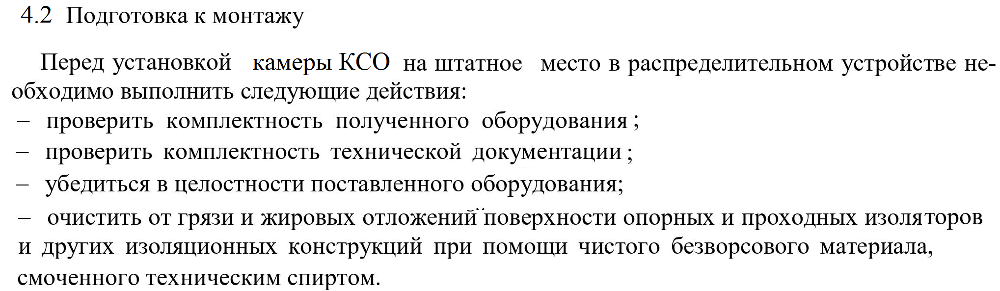 4.2 Подготовка к монтажу
Перед установкой камеры КСО на штатное место в распределительном устройстве не-
обходимо выполнить следующие действия:
– проверить комплектность полученного оборудования ;
– проверить комплектность технической документации ;
– убедиться в целостности поставленного оборудования;
– очистить от грязи и жировых отложений поверхности опорных и проходных изоляторов
и других изоляционных конструкций при помощи чистого безворсового материала,
смоченного техническим спиртом.